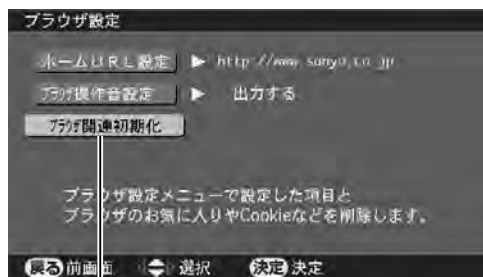 ブラウザ設定
ホームURL設定 ▶ http://www.sanyo.co.jp
ブラウザ操作音設定 ▶ 出力する
ブラウザ関連初期化
ブラウザ設定メニューで設定した項目と
ブラウザのお気に入りやCookieなどを削除します。
戻る 前画面 選択 決定 決定